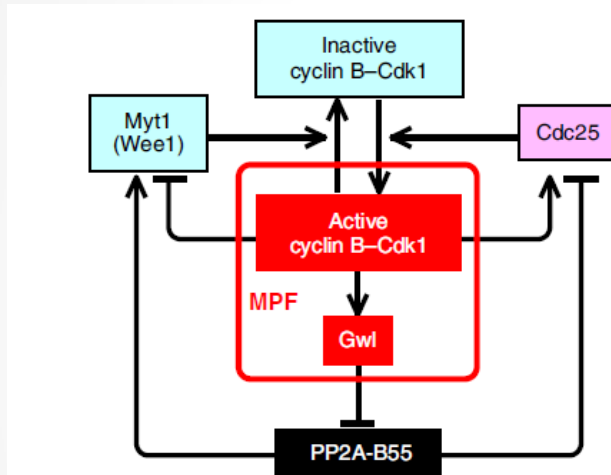 Inactive
cyclin B–Cdk1
Myt1
(Wee1)
Cdc25
Active
cyclin B–Cdk1
MPF
Gwl
PP2A-B55